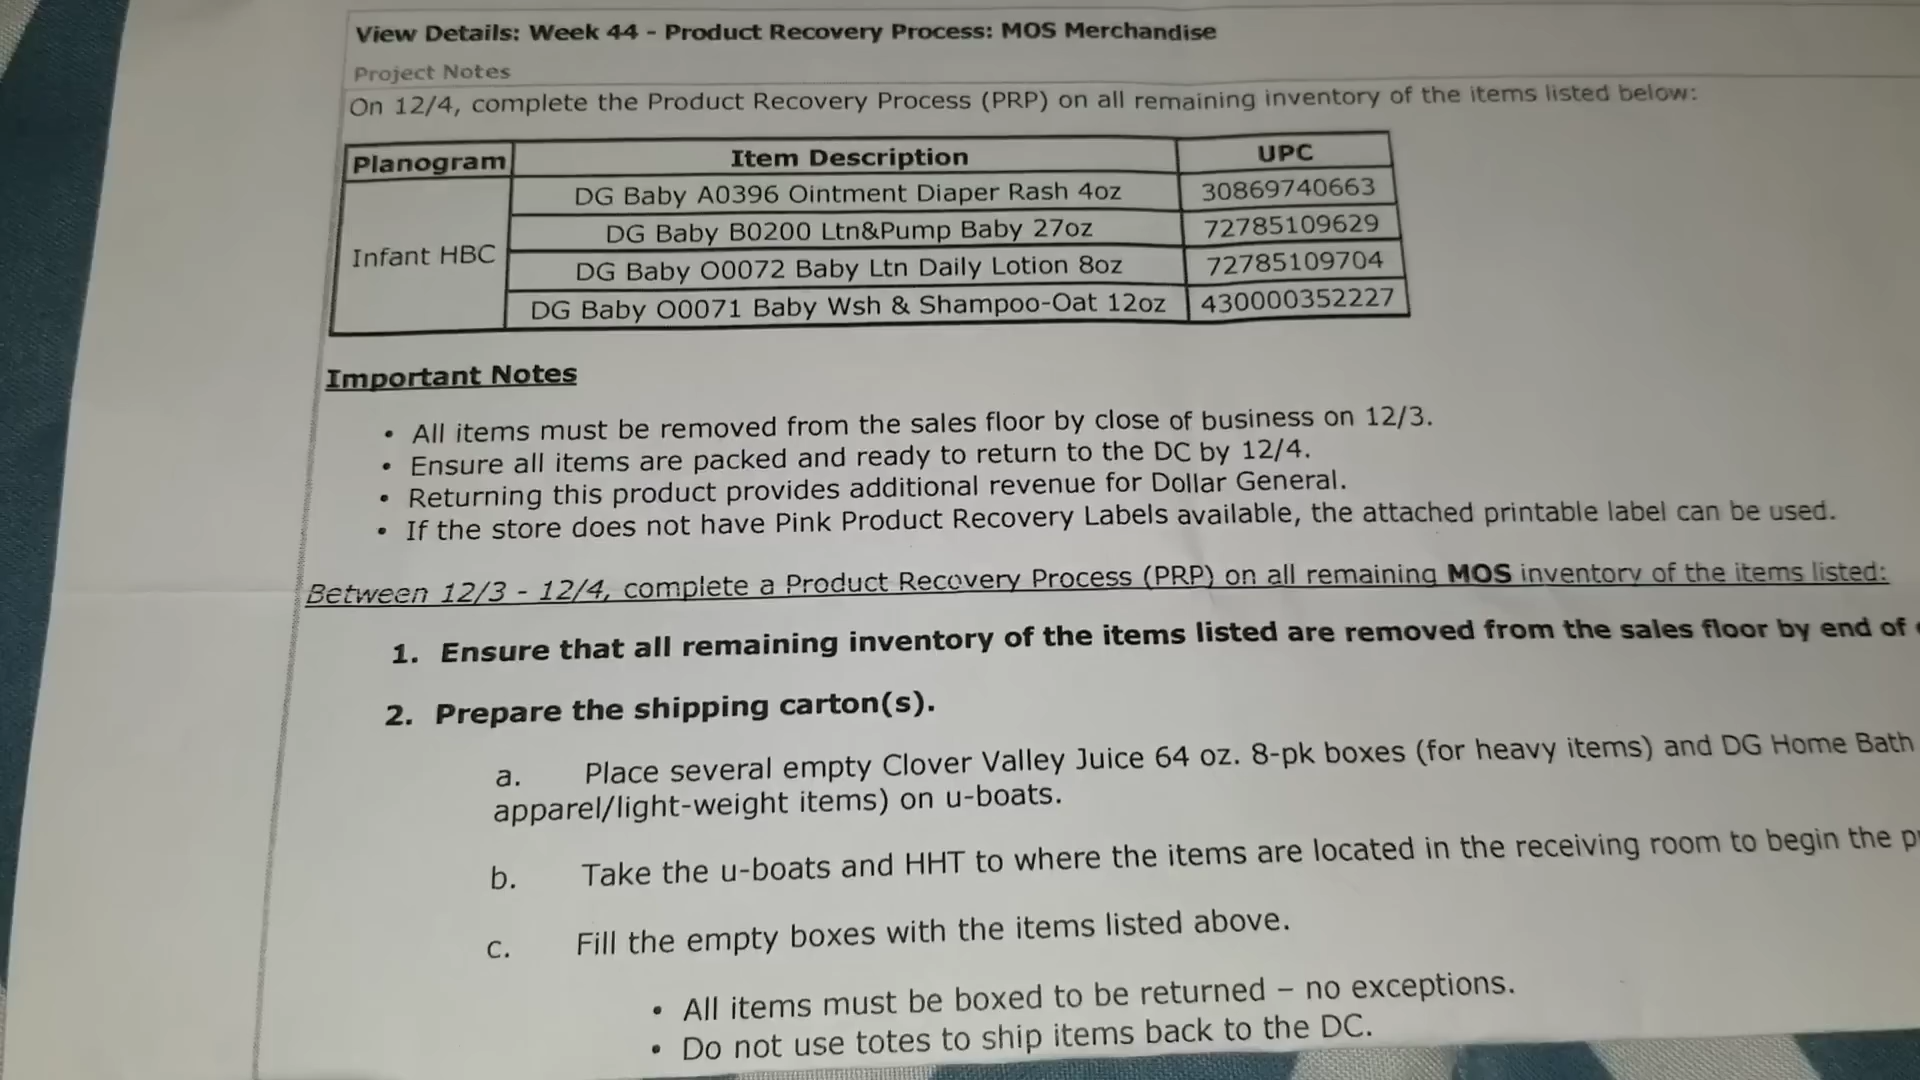 View Details: Week 44 - Product Recovery Process: MOS Merchandise
Project Notes
On 12/4, complete the Product Recovery Process (PRP) on all remaining inventory of the items listed below:
Planogram Item Description UPC
Infant HBC
DG Baby A0396 Ointment Diaper Rash 4oz 30869740663
DG Baby B0200 Ltn&Pump Baby 27oz 72785109629
DG Baby O0072 Baby Ltn Daily Lotion 8oz 72785109704
DG Baby O0071 Baby Wsh & Shampoo-Oat 12oz 430000352227
Important Notes
• All items must be removed from the sales floor by close of business on 12/3.
• Ensure all items are packed and ready to return to the DC by 12/4.
• Returning this product provides additional revenue for Dollar General.
• If the store does not have Pink Product Recovery Labels available, the attached printable label can be used.
Between 12/3 - 12/4, complete a Product Recovery Process (PRP) on all remaining MOS inventory of the items listed:
1. Ensure that all remaining inventory of the items listed are removed from the sales floor by end of
2. Prepare the shipping carton(s).
a. Place several empty Clover Valley Juice 64 oz. 8-pk boxes (for heavy items) and DG Home Bath
apparel/light-weight items) on u-boats.
b. Take the u-boats and HHT to where the items are located in the receiving room to begin the
c. Fill the empty boxes with the items listed above.
• All items must be boxed to be returned – no exceptions.
• Do not use totes to ship items back to the DC.